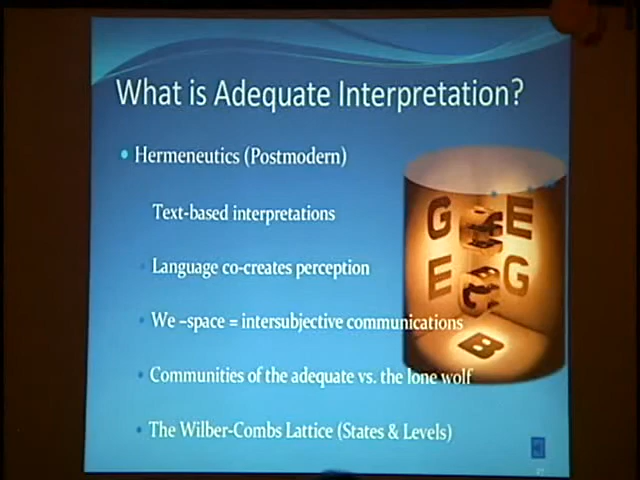 What is Adequate Interpretation?
• Hermeneutics (Postmodern)
Text-based interpretations
• Language co-creates perception
• We –space = intersubjective communications
• Communities of the adequate vs. the lone wolf
• The Wilber-Combs Lattice (States & Levels)
G E
E G
B